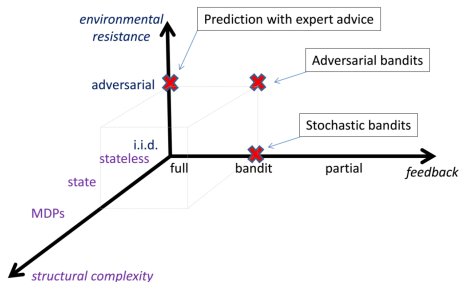 environmental
resistance
Prediction with expert advice
Adversarial bandits
adversarial
Stochastic bandits
i.i.d.
stateless
full
bandit
partial
feedback
state
MDPs
structural complexity